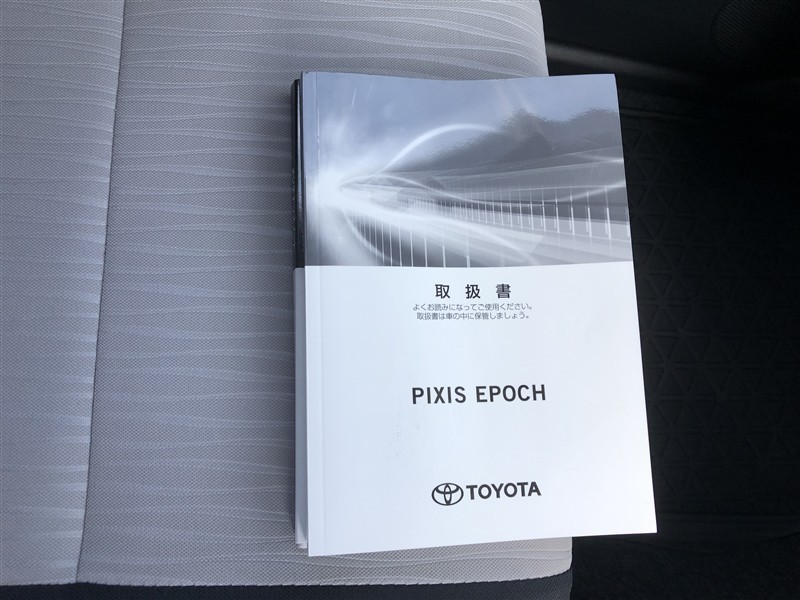 取扱書
よくお読みになってご使用ください。
取扱書は車の中に保管しましょう。
PIXIS EPOCH
TOYOTA